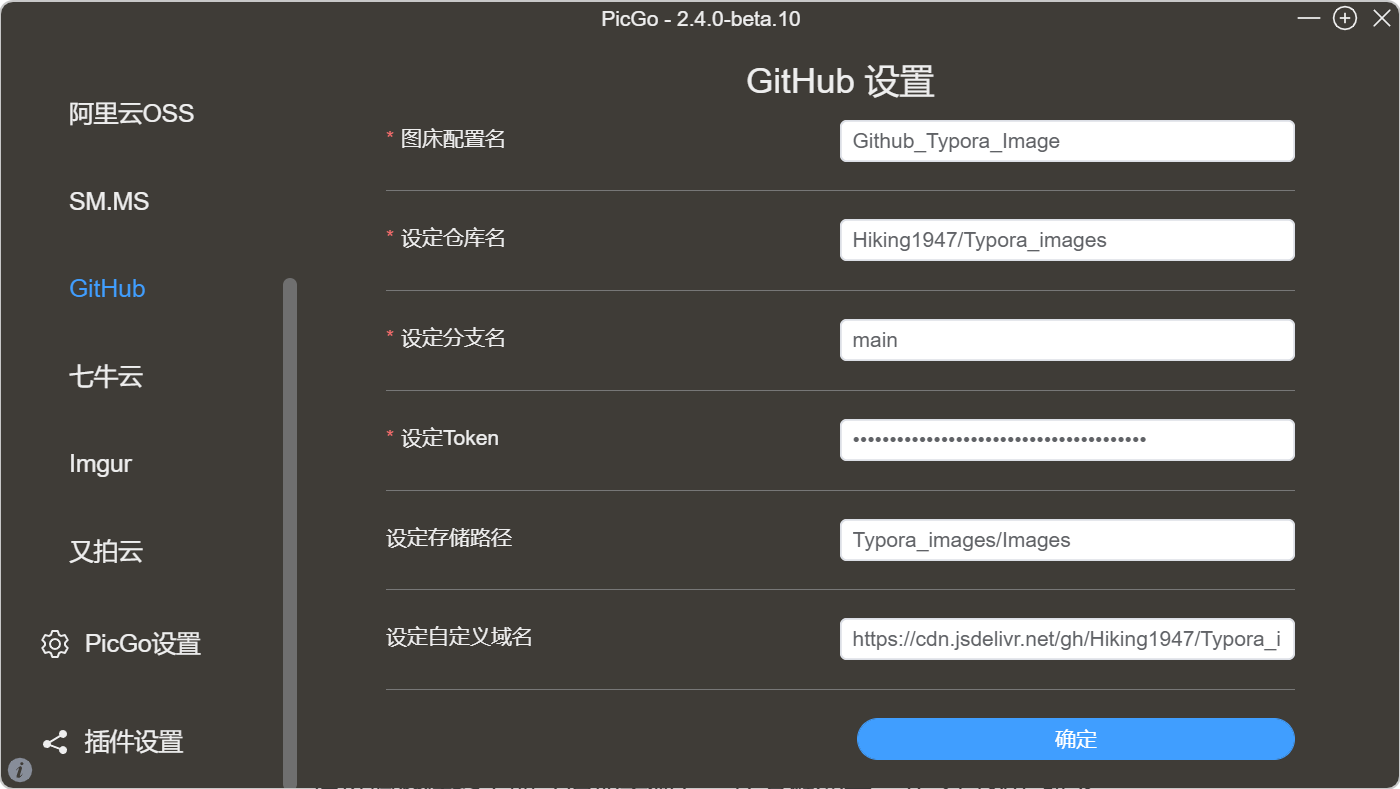 PicGo - 2.4.0-beta.10
阿里云OSS
SM.MS
GitHub
七牛云
Imgur
又拍云
PicGo设置
插件设置
GitHub 设置
* 图床配置名
Github_Typora_Image
* 设定仓库名
Hiking1947/Typora_images
* 设定分支名
main
* 设定Token
••••••••••••••••••••••••••••••••••••••••
设定存储路径
Typora_images/Images
设定自定义域名
https://cdn.jsdelivr.net/gh/Hiking1947/Typora_i
确定